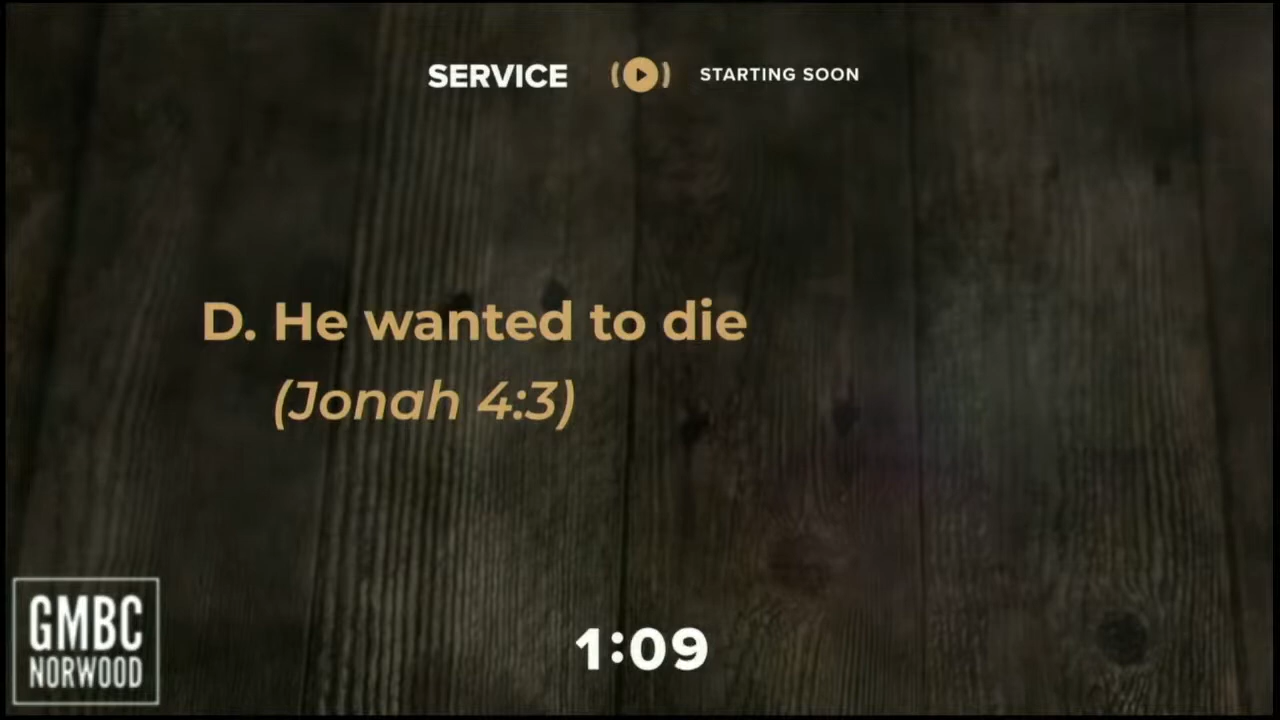 SERVICE STARTING SOON
D. He wanted to die
(Jonah 4:3)
1:09
GMBC
NORWOOD